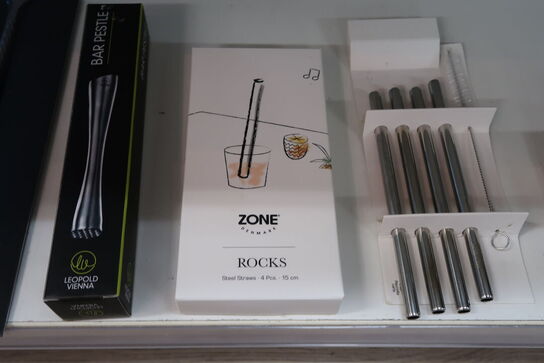 BAR PESTLE
LEOPOLD
VIENNA
ZONE
DENMARK
ROCKS
Steel Straws · 4 Pcs. · 15 cm